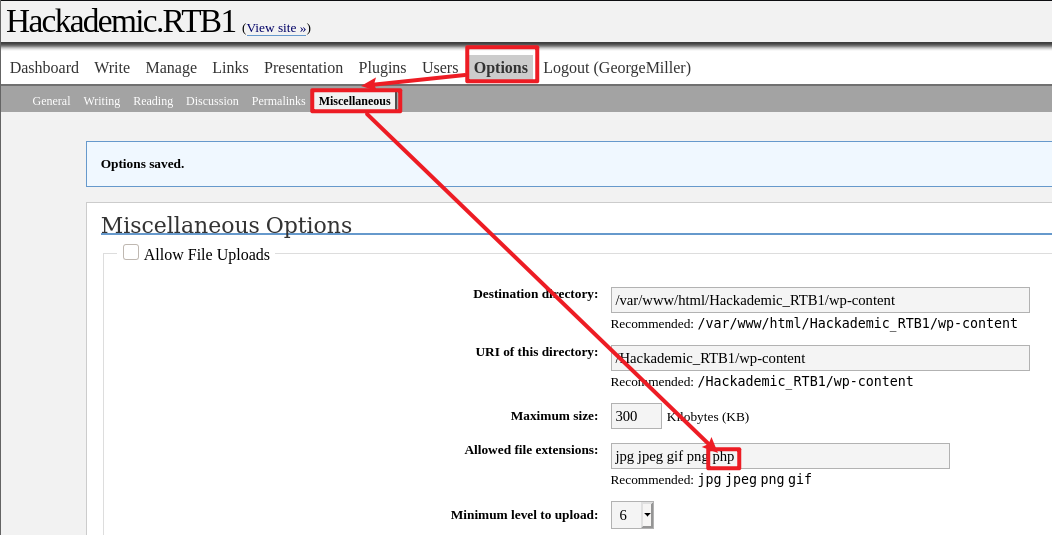 Hackademic.RTB1 (View site »)
Dashboard Write Manage Links Presentation Plugins Users Options Logout (GeorgeMiller)
General Writing Reading Discussion Permalinks Miscellaneous
Options saved.
Miscellaneous Options
Allow File Uploads
Destination directory: /var/www/html/Hackademic_RTB1/wp-content
Recommended: /var/www/html/Hackademic_RTB1/wp-content
URI of this directory: /Hackademic_RTB1/wp-content
Recommended: /Hackademic_RTB1/wp-content
Maximum size: 300 Kilobytes (KB)
Allowed file extensions: jpg jpeg gif png php
Recommended: jpg jpeg png gif
Minimum level to upload: 6